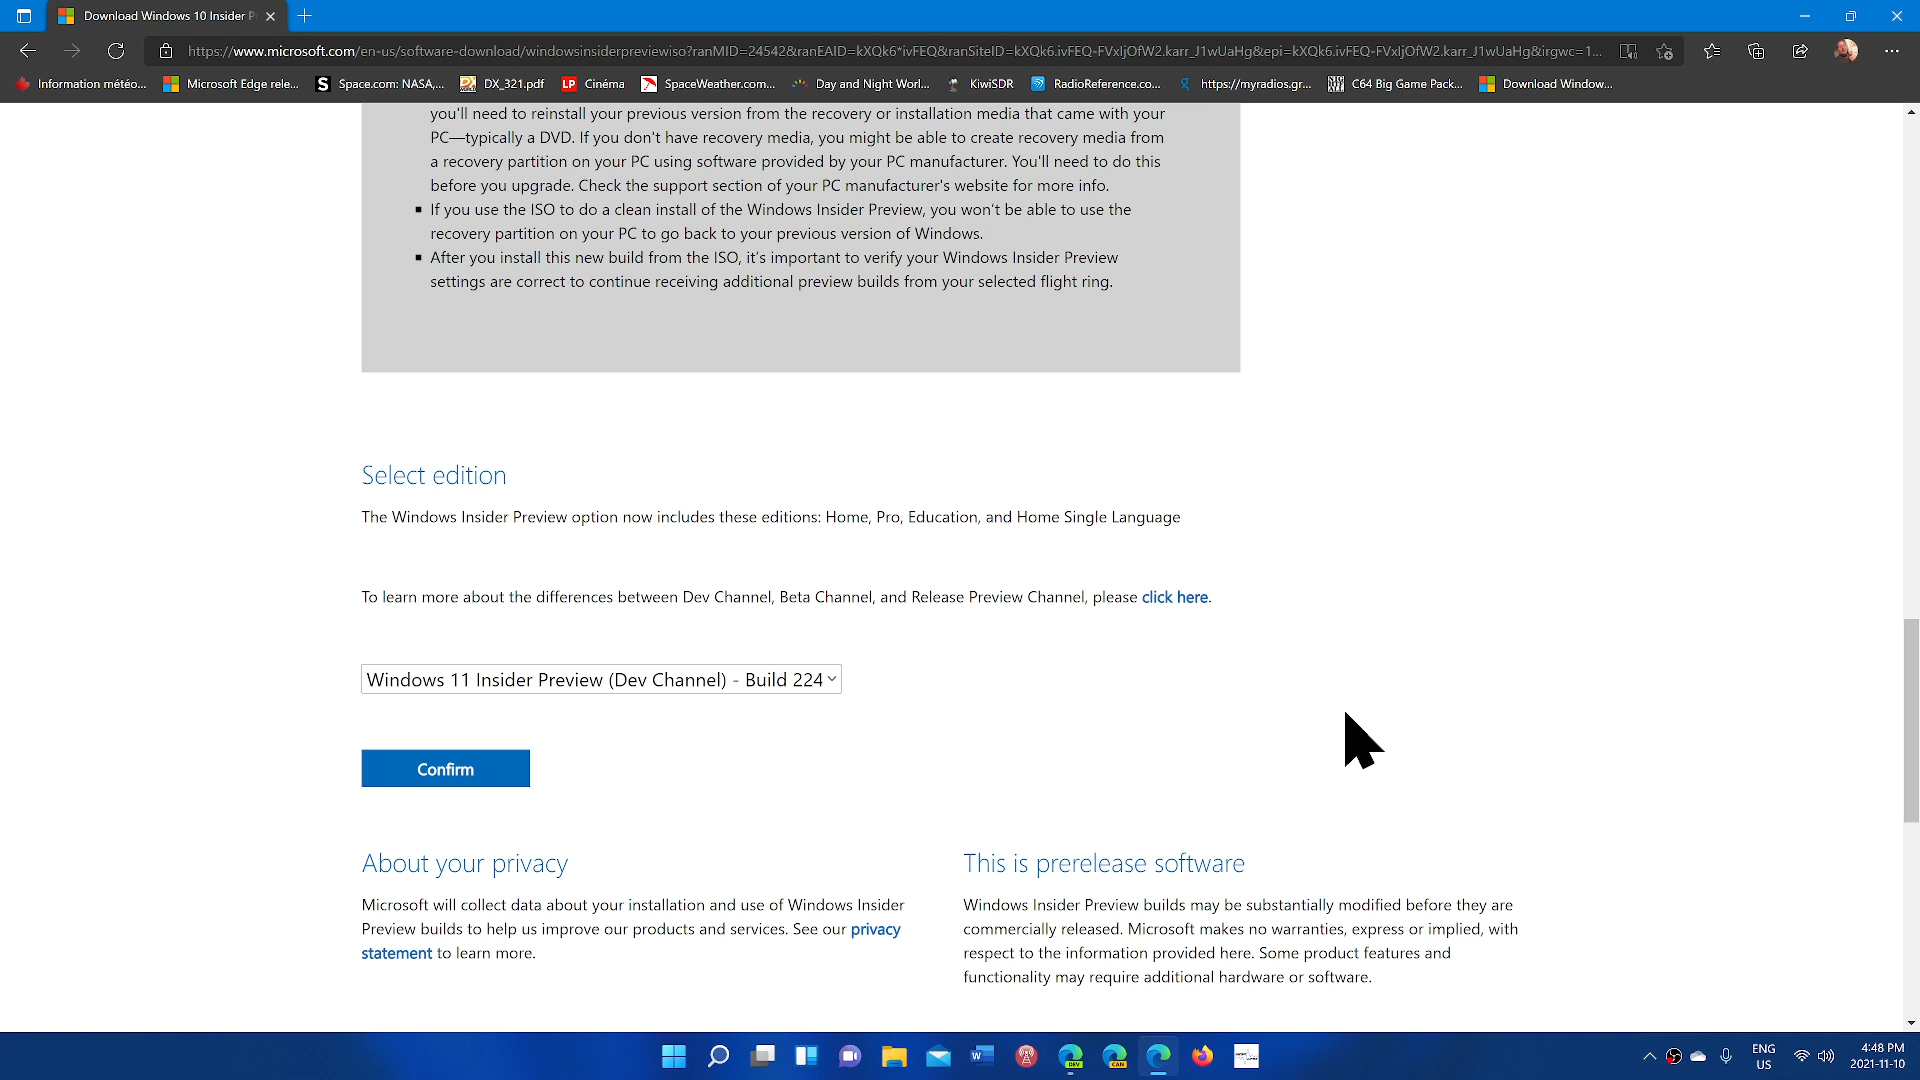 Download Windows 10 Insider P
https://www.microsoft.com/en-us/software-download/windowsinsiderpreviewiso?ranMID=24542&ranEAID=kXQk6*ivFEQ&ranSiteID=kXQk6.ivFEQ-FVxljOfW2.karr_J1wUaHg&epi=kXQk6.ivFEQ-FVxljOfW2.karr_J1wUaHg&irgwc=1...
Information météo... Microsoft Edge rele... Space.com: NASA,... DX_321.pdf Cinéma SpaceWeather.com... Day and Night Worl... KiwiSDR RadioReference.co... https://myradios.gr... C64 Big Game Pack... Download Window...
you'll need to reinstall your previous version from the recovery or installation media that came with your
PC—typically a DVD. If you don't have recovery media, you might be able to create recovery media from
a recovery partition on your PC using software provided by your PC manufacturer. You'll need to do this
before you upgrade. Check the support section of your PC manufacturer's website for more info.
▪ If you use the ISO to do a clean install of the Windows Insider Preview, you won't be able to use the
recovery partition on your PC to go back to your previous version of Windows.
▪ After you install this new build from the ISO, it's important to verify your Windows Insider Preview
settings are correct to continue receiving additional preview builds from your selected flight ring.
Select edition
The Windows Insider Preview option now includes these editions: Home, Pro, Education, and Home Single Language
To learn more about the differences between Dev Channel, Beta Channel, and Release Preview Channel, please click here.
Windows 11 Insider Preview (Dev Channel) - Build 224
Confirm
About your privacy
Microsoft will collect data about your installation and use of Windows Insider
Preview builds to help us improve our products and services. See our privacy
statement to learn more.
This is prerelease software
Windows Insider Preview builds may be substantially modified before they are
commercially released. Microsoft makes no warranties, express or implied, with
respect to the information provided here. Some product features and
functionality may require additional hardware or software.
DEV
CAN
ENG
US
4:48 PM
2021-11-10